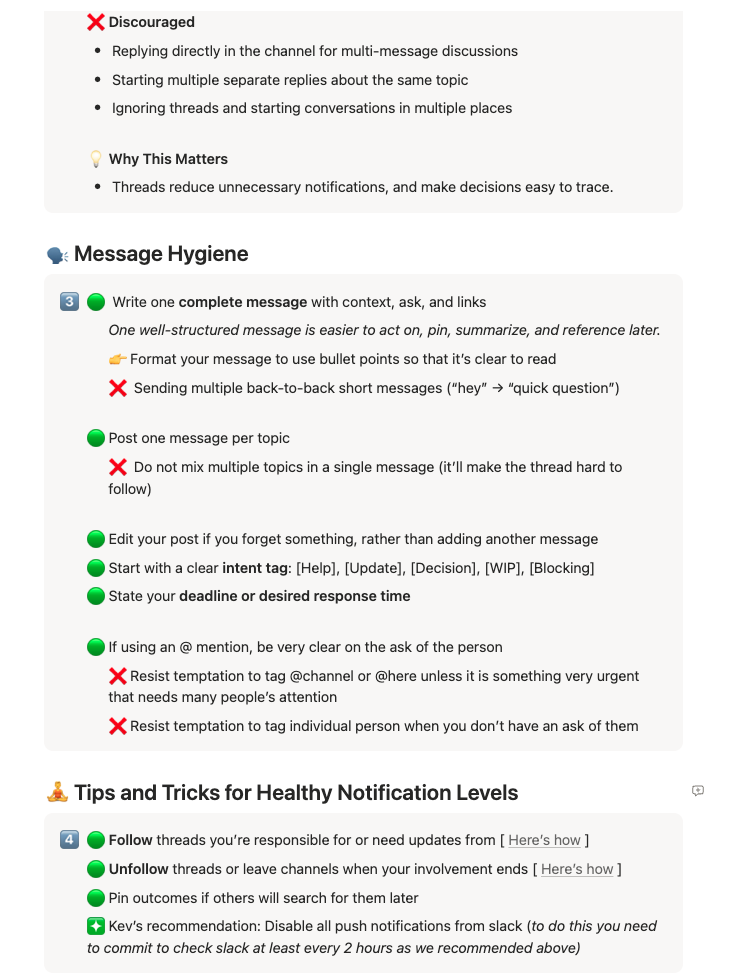 ❌ Discouraged
• Replying directly in the channel for multi-message discussions
• Starting multiple separate replies about the same topic
• Ignoring threads and starting conversations in multiple places
💡 Why This Matters
• Threads reduce unnecessary notifications, and make decisions easy to trace.
🗣️ Message Hygiene
3️⃣ 🟢 Write one complete message with context, ask, and links
One well-structured message is easier to act on, pin, summarize, and reference later.
👉 Format your message to use bullet points so that it’s clear to read
❌ Sending multiple back-to-back short messages (“hey” → “quick question”)
🟢 Post one message per topic
❌ Do not mix multiple topics in a single message (it’ll make the thread hard to
follow)
🟢 Edit your post if you forget something, rather than adding another message
🟢 Start with a clear intent tag: [Help], [Update], [Decision], [WIP], [Blocking]
🟢 State your deadline or desired response time
🟢 If using an @ mention, be very clear on the ask of the person
❌ Resist temptation to tag @channel or @here unless it is something very urgent
that needs many people’s attention
❌ Resist temptation to tag individual person when you don’t have an ask of them
🧘 Tips and Tricks for Healthy Notification Levels
4️⃣ 🟢 Follow threads you’re responsible for or need updates from [ Here’s how ]
🟢 Unfollow threads or leave channels when your involvement ends [ Here’s how ]
🟢 Pin outcomes if others will search for them later
✳️ Kev’s recommendation: Disable all push notifications from slack (to do this you need
to commit to check slack at least every 2 hours as we recommended above)